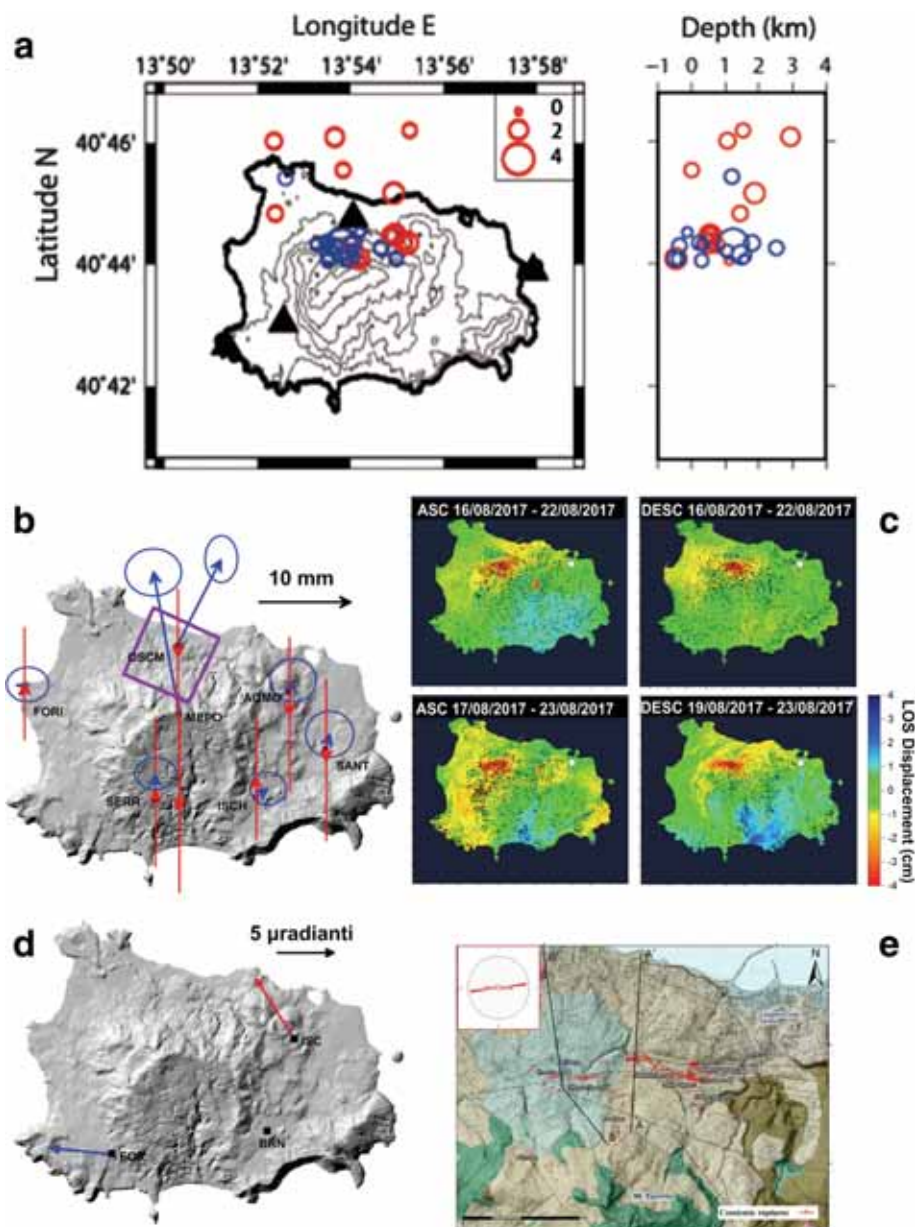 a
Longitude E
Depth (km)
13°50' 13°52' 13°54' 13°56' 13°58'
-1 0 1 2 3 4
0
2
4
Latitude N
40°46'
40°44'
40°42'
b
10 mm
OSCM
FORI
MEPO
AQMO
SANT
SERR
ISCH
c
ASC 16/08/2017 - 22/08/2017
DESC 16/08/2017 - 22/08/2017
ASC 17/08/2017 - 23/08/2017
DESC 19/08/2017 - 23/08/2017
4
3
2
1
0
-1
-2
-3
-4
LOS Displacement (cm)
d
5 µradianti
FOR
BRN
e
N
A'
A
Coseismic ruptures